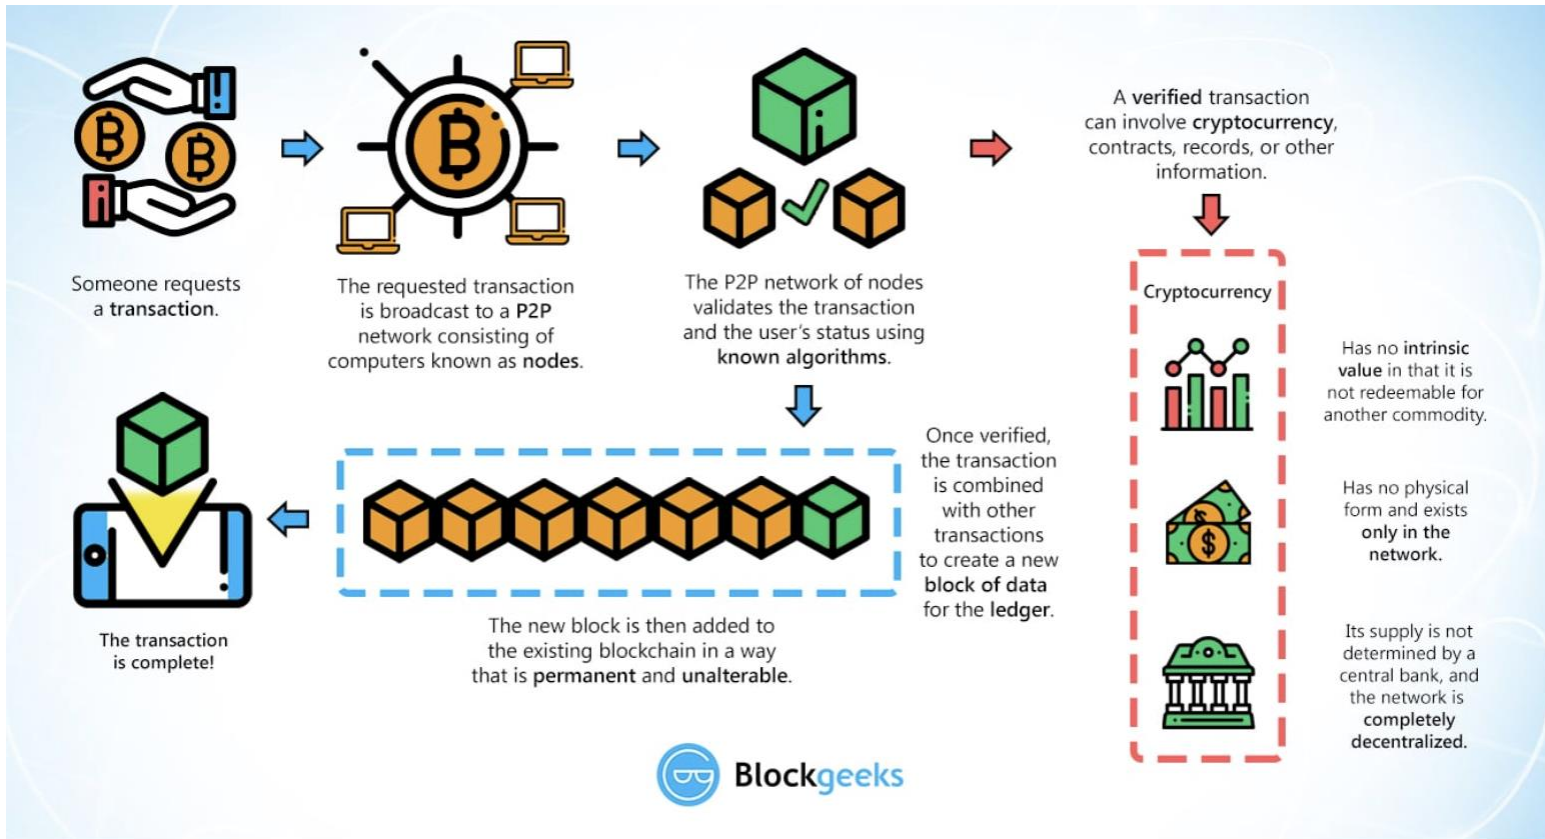 Someone requests
a transaction.
The requested transaction
is broadcast to a P2P
network consisting of
computers known as nodes.
The P2P network of nodes
validates the transaction
and the user's status using
known algorithms.
A verified transaction
can involve cryptocurrency,
contracts, records, or other
information.
Cryptocurrency
Has no intrinsic
value in that it is
not redeemable for
another commodity.
Has no physical
form and exists
only in the
network.
Its supply is not
determined by a
central bank, and
the network is
completely
decentralized.
Once verified,
the transaction
is combined
with other
transactions
to create a new
block of data
for the ledger.
The new block is then added to
the existing blockchain in a way
that is permanent and unalterable.
The transaction
is complete!
Blockgeeks